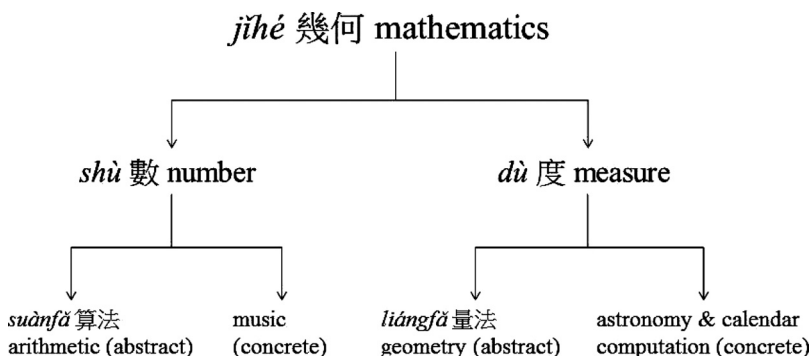 jǐhé 幾何 mathematics
shù 數 number
dù 度 measure
suànfǎ 算法
arithmetic (abstract)
music
(concrete)
liángfǎ 量法
geometry (abstract)
astronomy & calendar
computation (concrete)